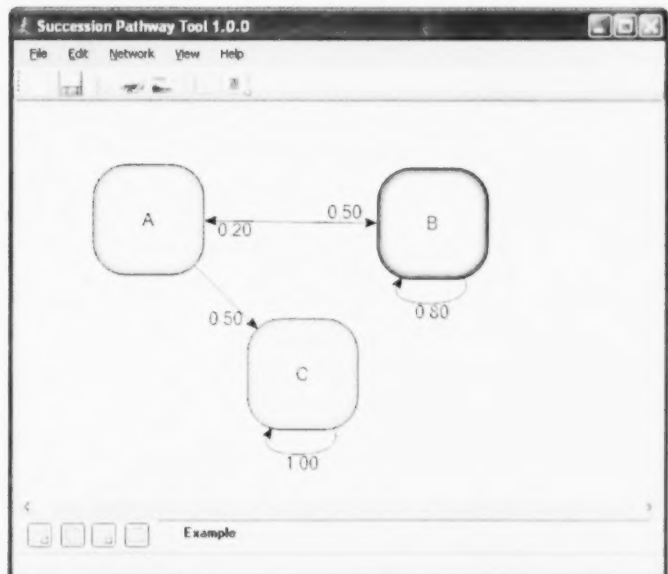 Succession Pathway Tool 1.0.0
File Edit Network View Help
A
B
0.50
0.20
0.80
0.50
C
1.00
Example